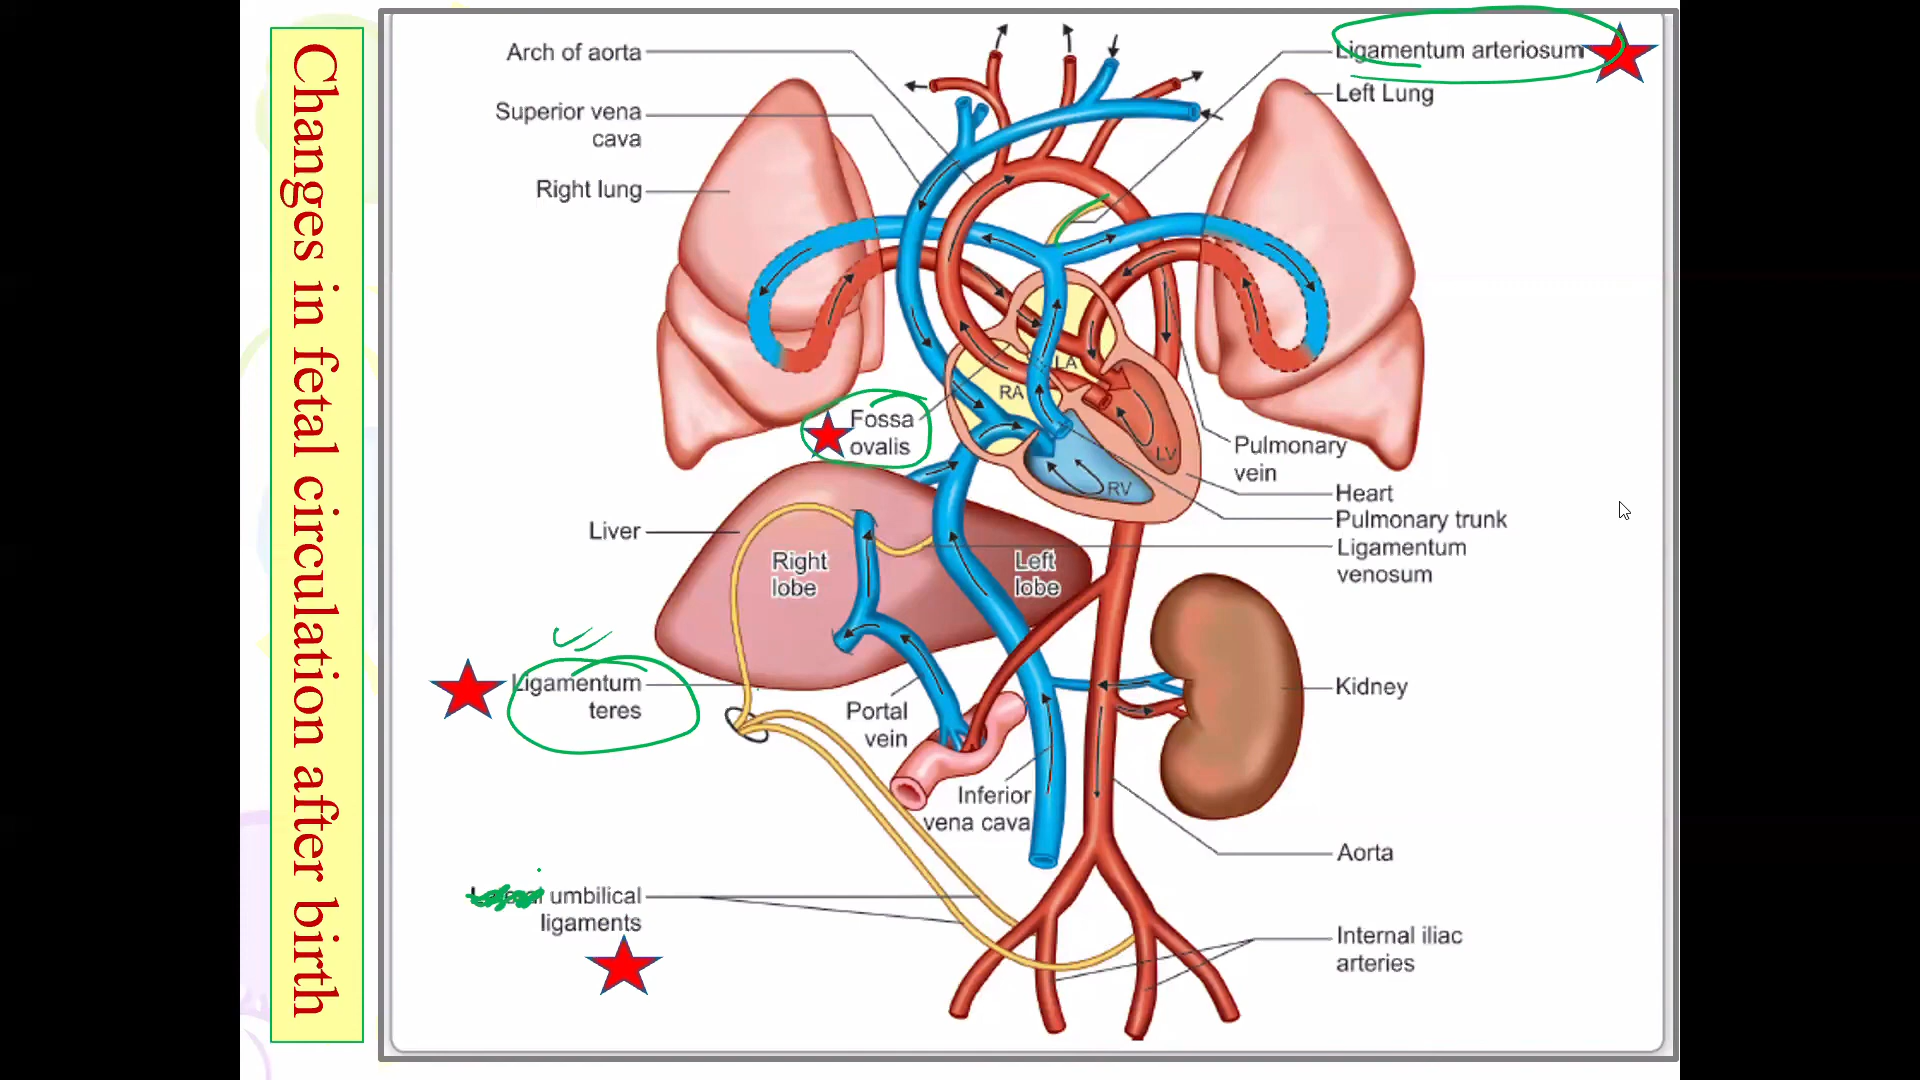 Changes in fetal circulation after birth
Arch of aorta
Superior vena
cava
Right lung
Ligamentum arteriosum
Left Lung
LA
RA
Fossa
ovalis
LV
RV
Pulmonary
vein
Heart
Pulmonary trunk
Ligamentum
venosum
Liver
Right
lobe
Left
lobe
Ligamentum
teres
Portal
vein
Kidney
Inferior
vena cava
Aorta
umbilical
ligaments
Internal iliac
arteries